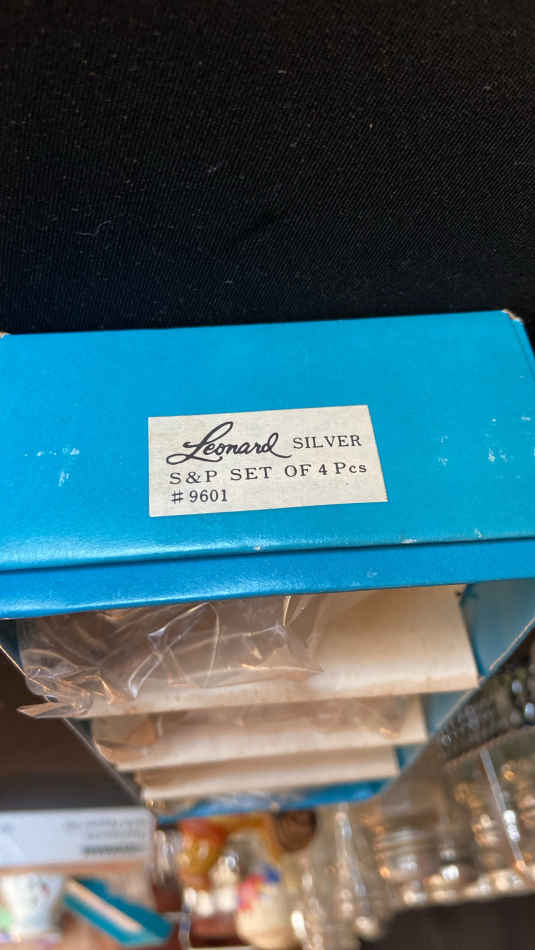 Leonard SILVER
S&P SET OF 4 Pcs
# 9601